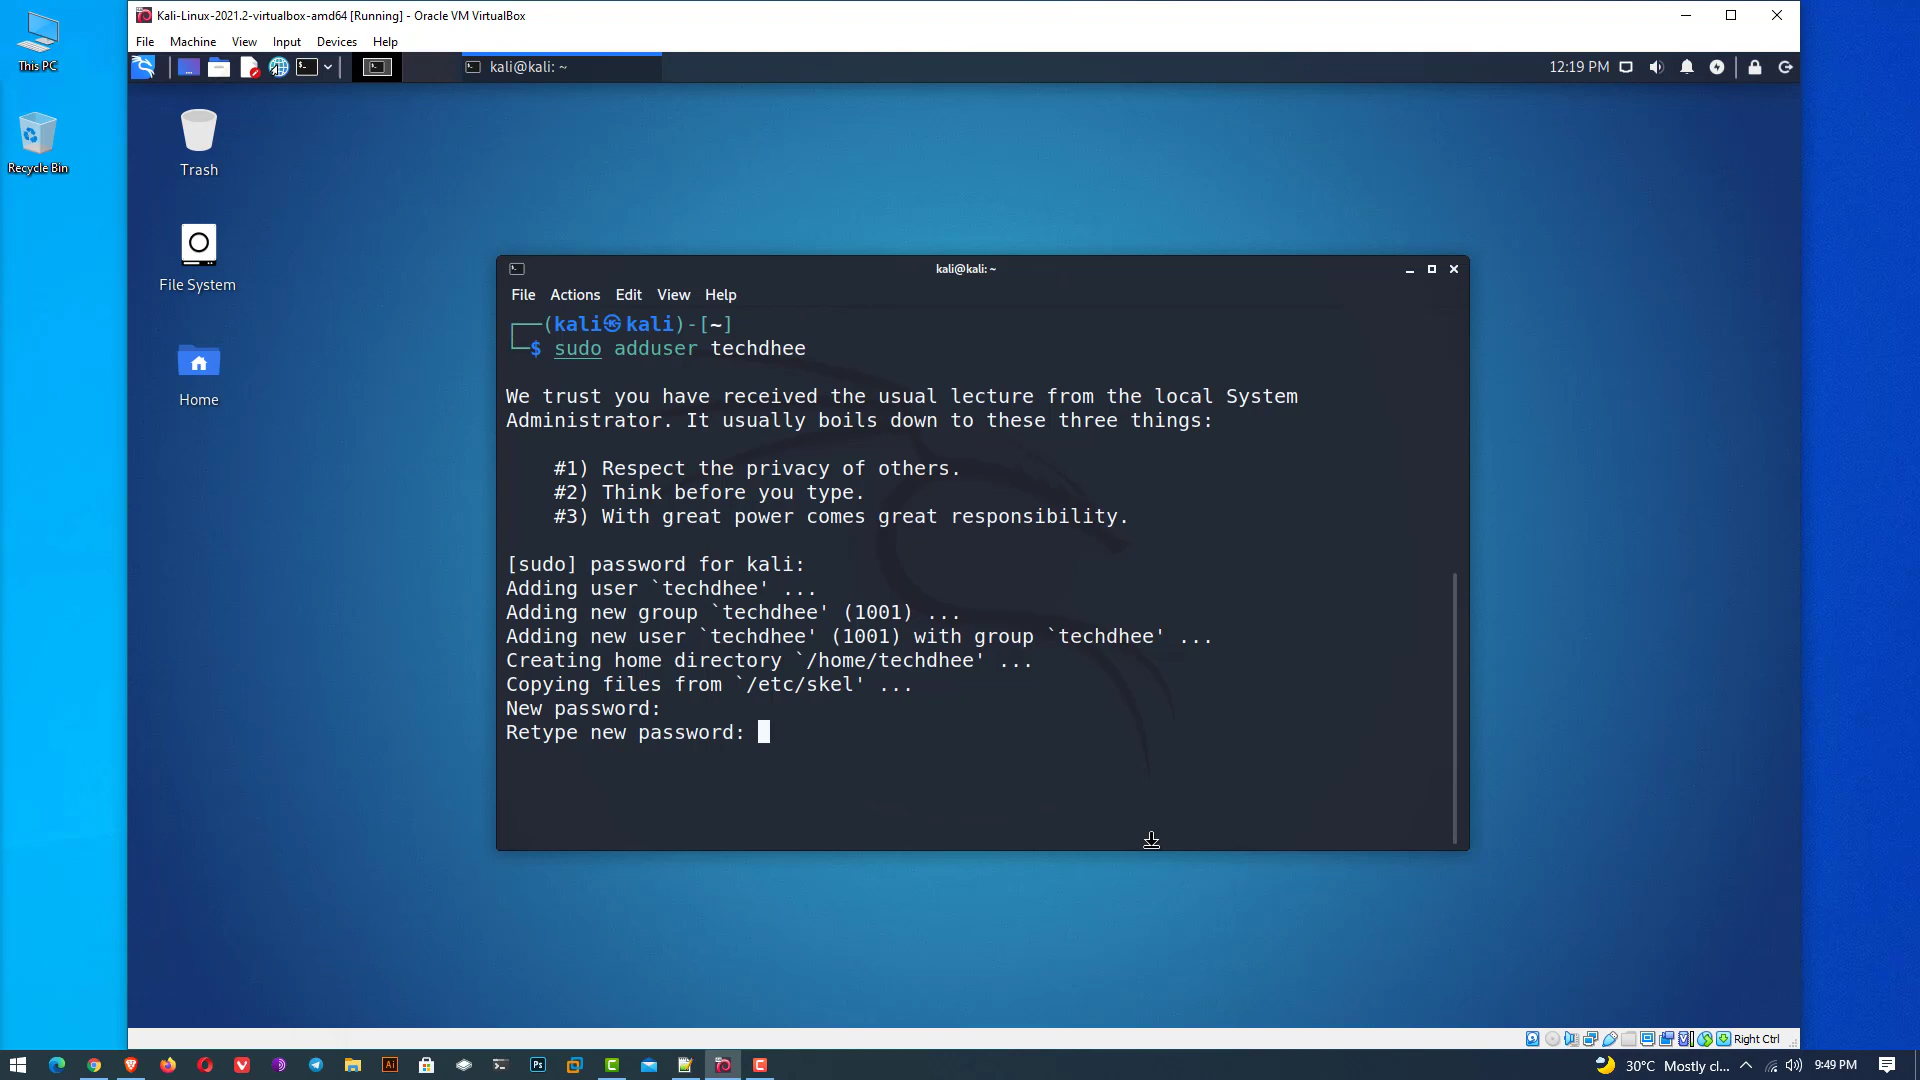 Kali-Linux-2021.2-virtualbox-amd64 [Running] - Oracle VM VirtualBox
File Machine View Input Devices Help
kali@kali: ~
12:19 PM
This PC
Recycle Bin
Trash
File System
Home
kali@kali: ~
File Actions Edit View Help
┌──(kali㉿kali)-[~]
└─$ sudo adduser techdhee
We trust you have received the usual lecture from the local System
Administrator. It usually boils down to these three things:
#1) Respect the privacy of others.
#2) Think before you type.
#3) With great power comes great responsibility.
[sudo] password for kali:
Adding user `techdhee' ...
Adding new group `techdhee' (1001) ...
Adding new user `techdhee' (1001) with group `techdhee' ...
Creating home directory `/home/techdhee' ...
Copying files from `/etc/skel' ...
New password:
Retype new password:
Right Ctrl
Ai
Ps
30°C Mostly cl...
9:49 PM